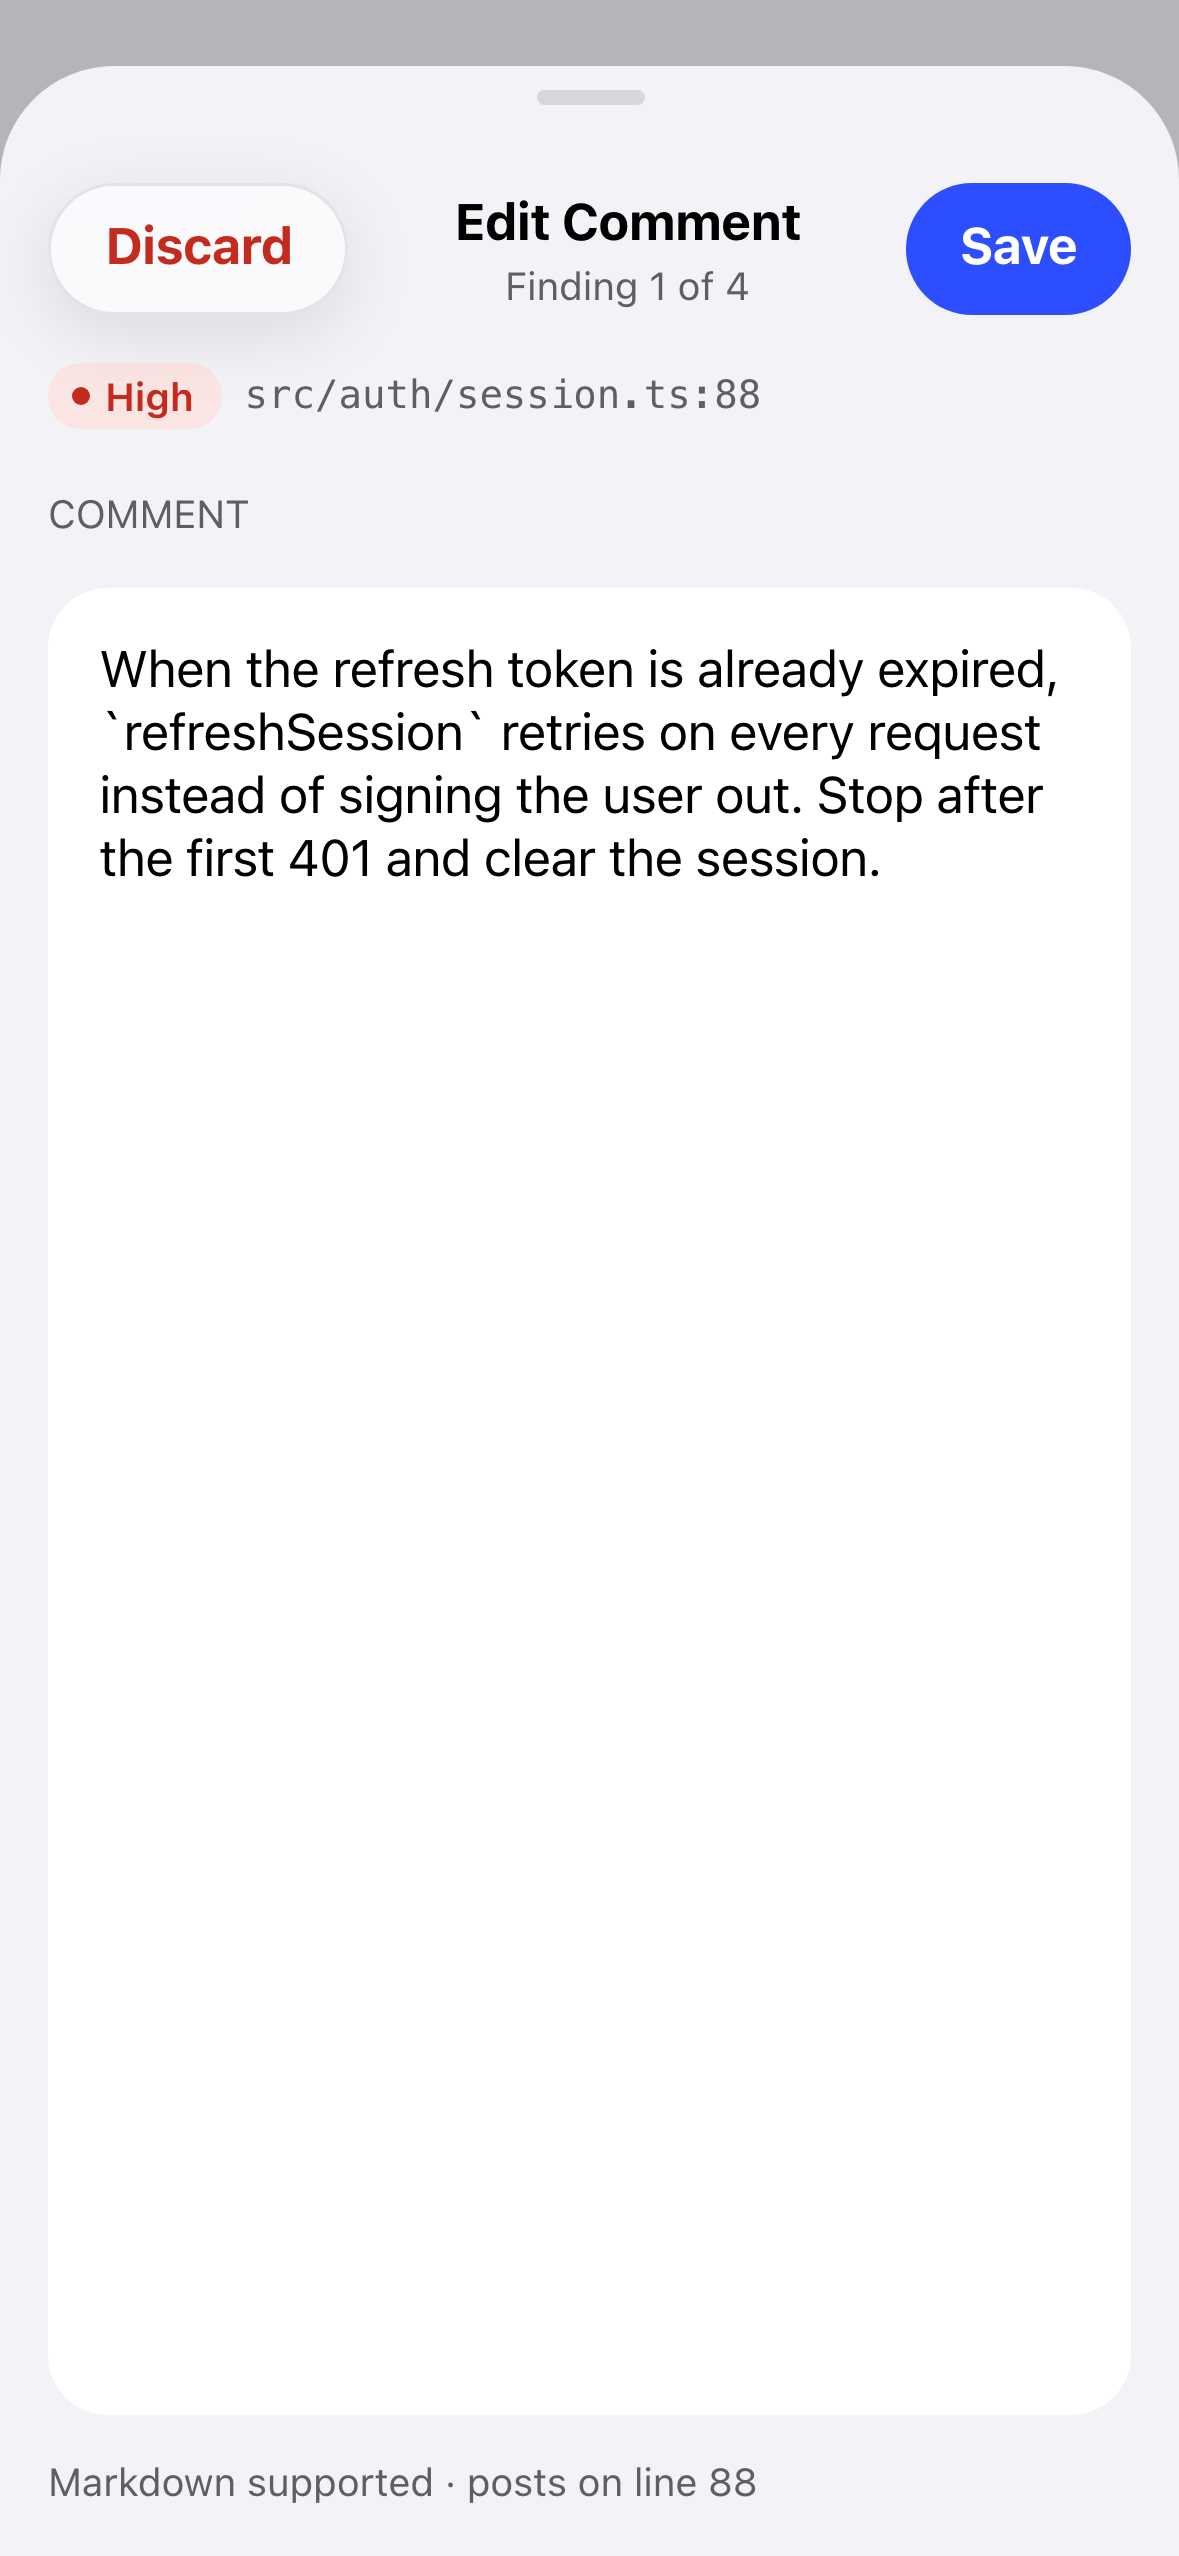 Discard
Edit Comment
Finding 1 of 4
Save
High
src/auth/session.ts:88
COMMENT
When the refresh token is already expired,
`refreshSession` retries on every request
instead of signing the user out. Stop after
the first 401 and clear the session.
Markdown supported · posts on line 88